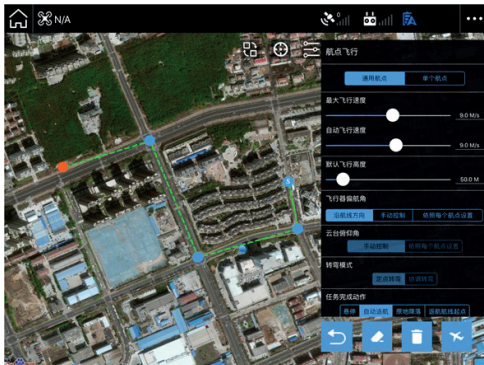 N/A
0
航点飞行
通用航点 单个航点
最大飞行速度
9.0 M/s
自动飞行速度
9.0 M/s
默认飞行高度
50.0 M
飞行器偏航角
沿航线方向 手动控制 依照每个航点设置
云台俯仰角
手动控制 依照每个航点设置
转弯模式
定点转弯 协调转弯
任务完成动作
悬停 自动返航 原地降落 返航航线起点